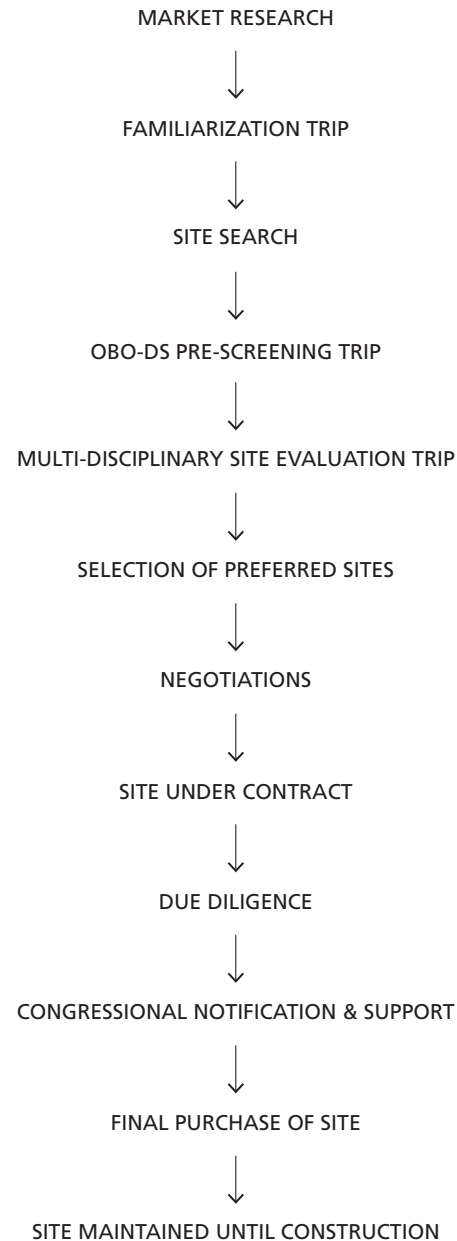 MARKET RESEARCH
FAMILIARIZATION TRIP
SITE SEARCH
OBO-DS PRE-SCREENING TRIP
MULTI-DISCIPLINARY SITE EVALUATION TRIP
SELECTION OF PREFERRED SITES
NEGOTIATIONS
SITE UNDER CONTRACT
DUE DILIGENCE
CONGRESSIONAL NOTIFICATION & SUPPORT
FINAL PURCHASE OF SITE
SITE MAINTAINED UNTIL CONSTRUCTION